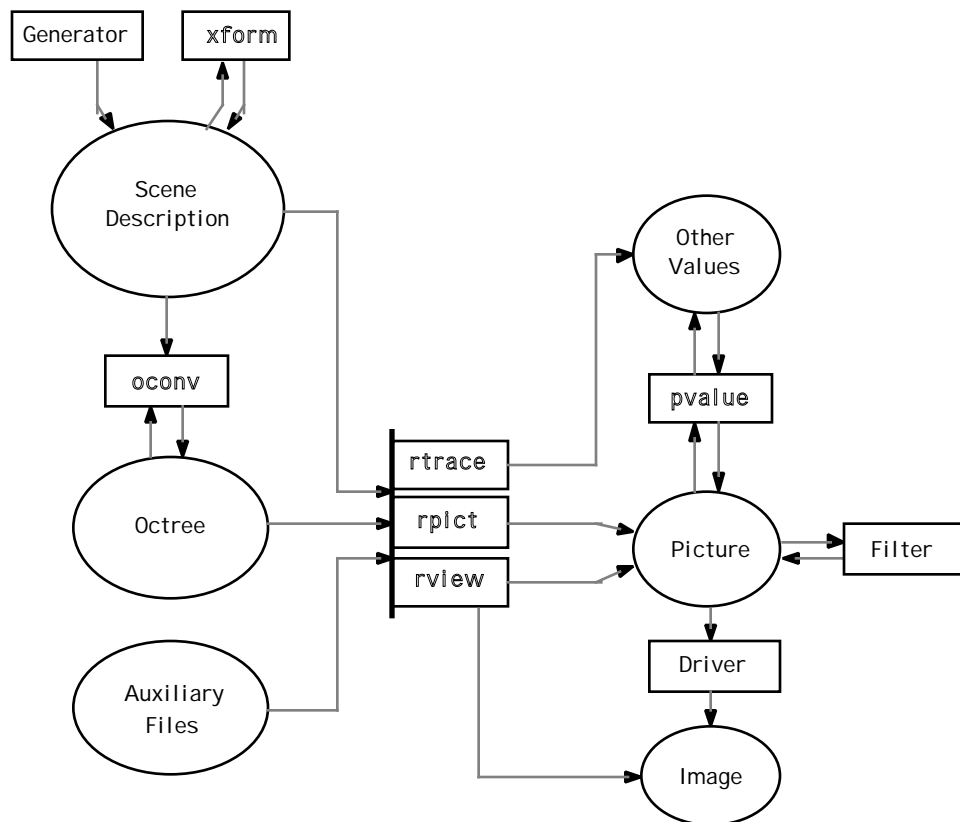 Generator
xform
Scene
Description
Other
Values
oconv
pvalue
rtrace
Octree
rpict
Picture
Filter
rview
Driver
Auxiliary
Files
Image